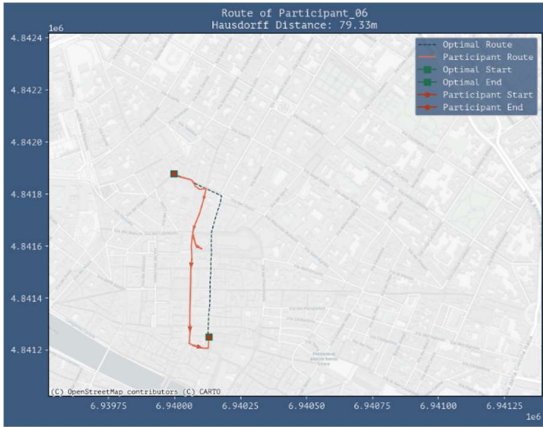 Route of Participant_06
Hausdorff Distance: 79.33m
1e6
4.8424
4.8422
4.8420
4.8418
4.8416
4.8414
4.8412
Optimal Route
Participant Route
Optimal Start
Optimal End
Participant Start
Participant End
(C) OpenStreetMap contributors (C) CARTO
6.93975
6.94000
6.94025
6.94050
6.94075
6.94100
6.94125
1e6